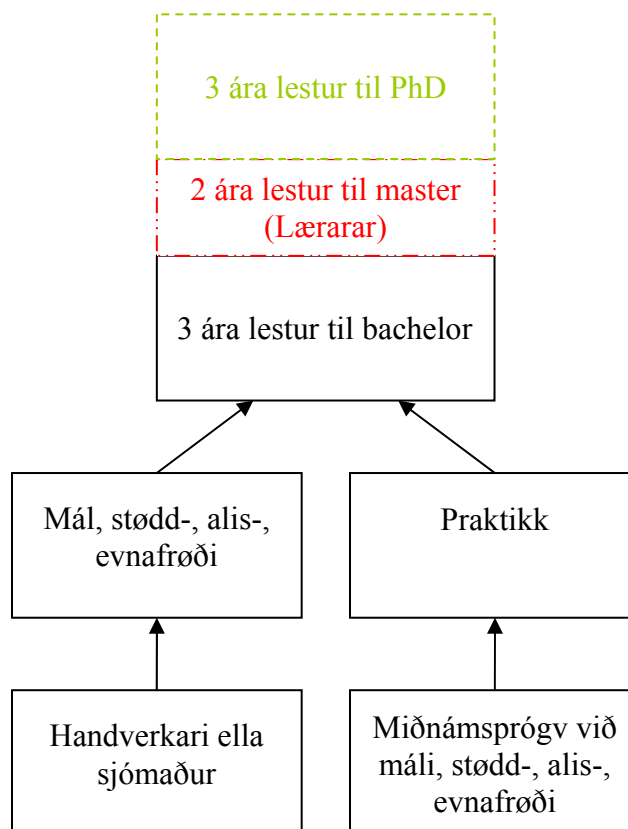 3 ára lestur til PhD
2 ára lestur til master
(Lærarar)
3 ára lestur til bachelor
Mál, stødd-, alis-,
evnafrøði
Praktikk
Handverkari ella
sjómaður
Miðnámsprógv við
máli, stødd-, alis-,
evnafrøði